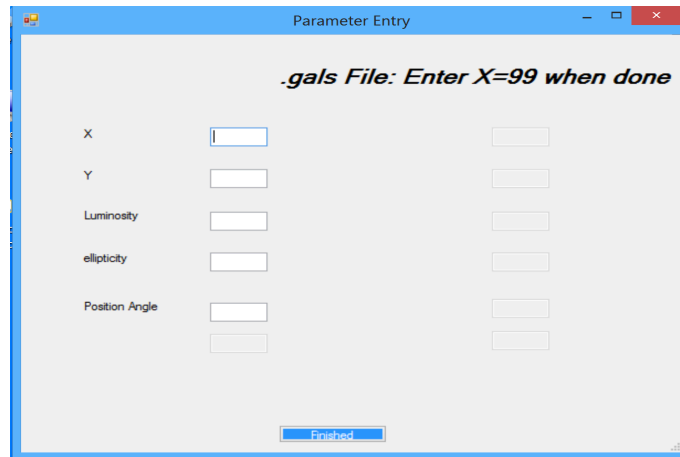 Parameter Entry
.gals File: Enter X=99 when done
X
Y
Luminosity
ellipticity
Position Angle
Finished